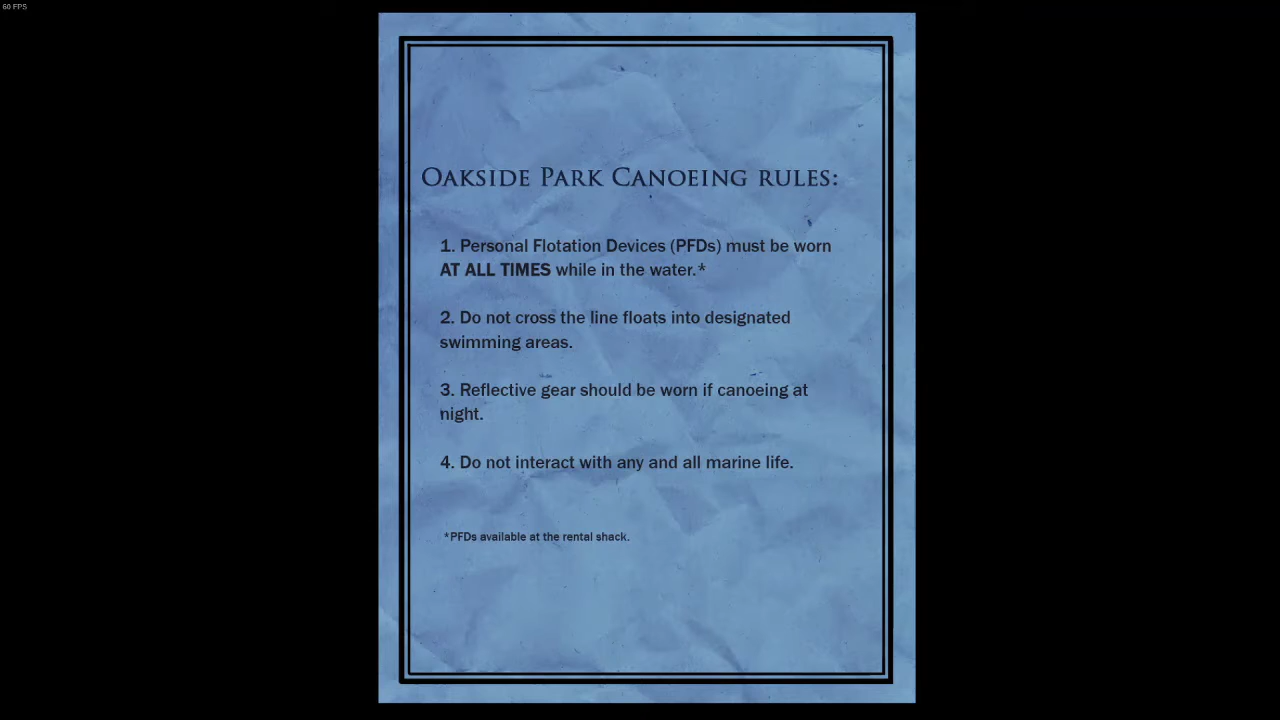 60 FPS
Oakside Park Canoeing rules:
1. Personal Flotation Devices (PFDs) must be worn
AT ALL TIMES while in the water.*
2. Do not cross the line floats into designated
swimming areas.
3. Reflective gear should be worn if canoeing at
night.
4. Do not interact with any and all marine life.
*PFDs available at the rental shack.